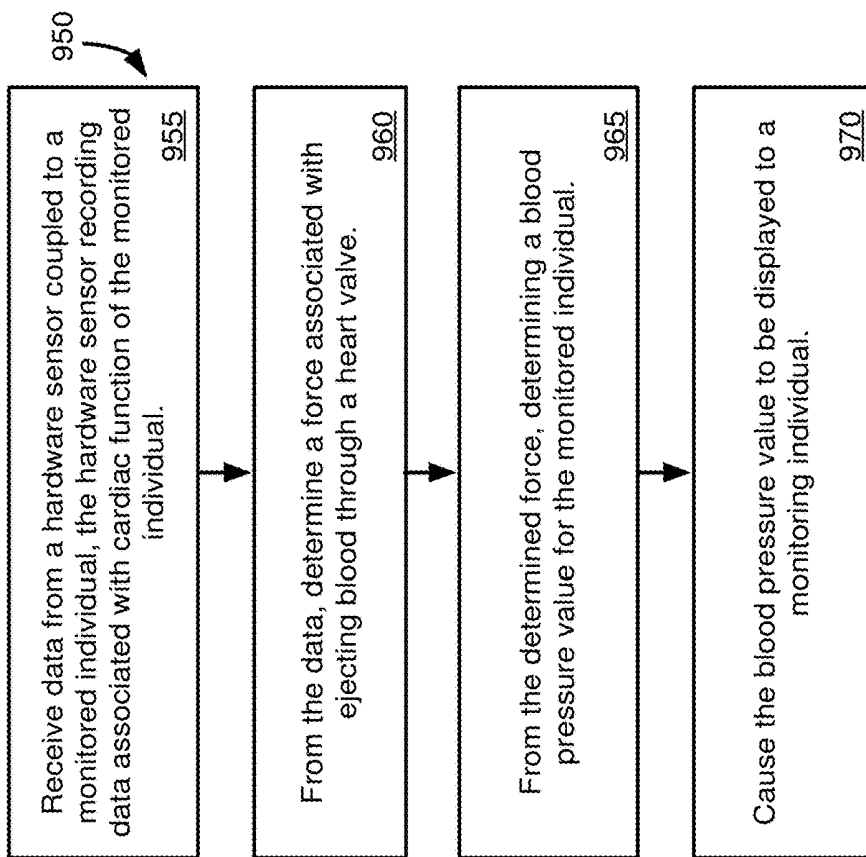 950
Receive data from a hardware sensor coupled to a
monitored individual, the hardware sensor recording
data associated with cardiac function of the monitored
individual.
955
From the data, determine a force associated with
ejecting blood through a heart valve.
960
From the determined force, determining a blood
pressure value for the monitored individual.
965
Cause the blood pressure value to be displayed to a
monitoring individual.
970